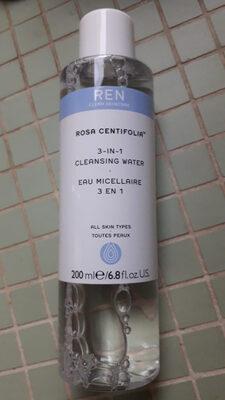 REN
CLEAN SKINCARE
ROSA CENTIFOLIA™
3-IN-1
CLEANSING WATER
EAU MICELLAIRE
3 EN 1
ALL SKIN TYPES
TOUTES PEAUX
200 ml℮/6.8 fl.oz.US.